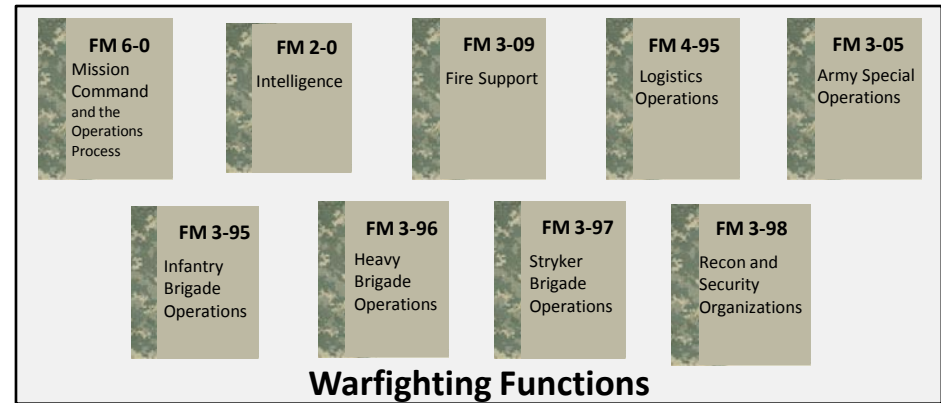 FM 6-0
Mission
Command
and the
Operations
Process
FM 2-0
Intelligence
FM 3-09
Fire Support
FM 4-95
Logistics
Operations
FM 3-05
Army Special
Operations
FM 3-95
Infantry
Brigade
Operations
FM 3-96
Heavy
Brigade
Operations
FM 3-97
Stryker
Brigade
Operations
FM 3-98
Recon and
Security
Organizations
Warfighting Functions